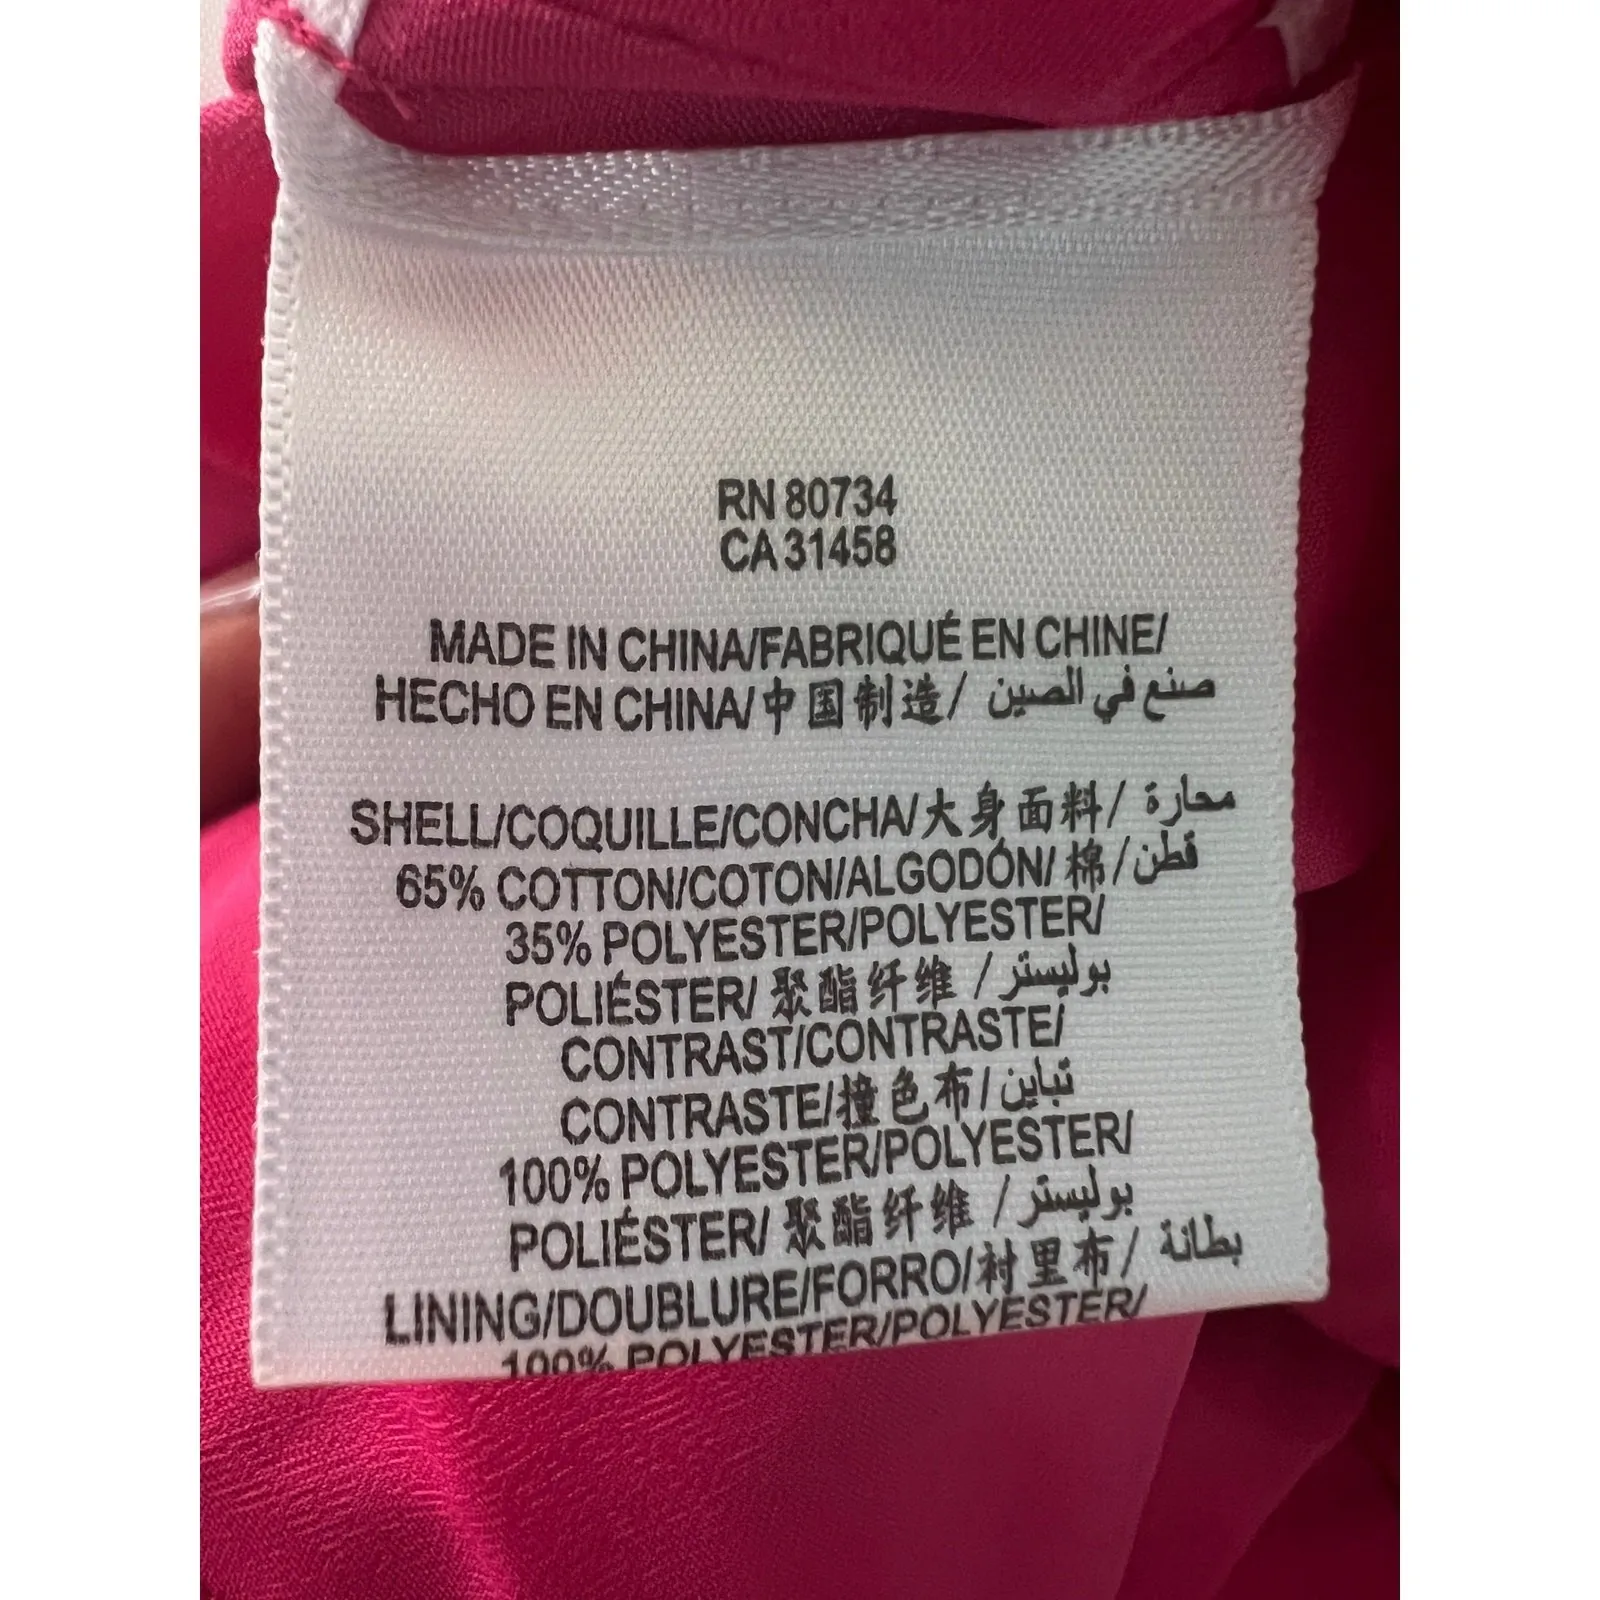 RN 80734
CA 31458
MADE IN CHINA/FABRIQUÉ EN CHINE/
HECHO EN CHINA/中国制造/ صنع في الصين
SHELL/COQUILLE/CONCHA/大身面料/ محارة
65% COTTON/COTON/ALGODÓN/ 棉/قطن
35% POLYESTER/POLYESTER/
POLIÉSTER/ 聚酯纤维 / بوليستر
CONTRAST/CONTRASTE/
CONTRASTE/撞色布/تباين
100% POLYESTER/POLYESTER/
POLIÉSTER/ 聚酯纤维 / بوليستر
LINING/DOUBLURE/FORRO/衬里布/ بطانة
100% POLYESTER/POLYESTER/